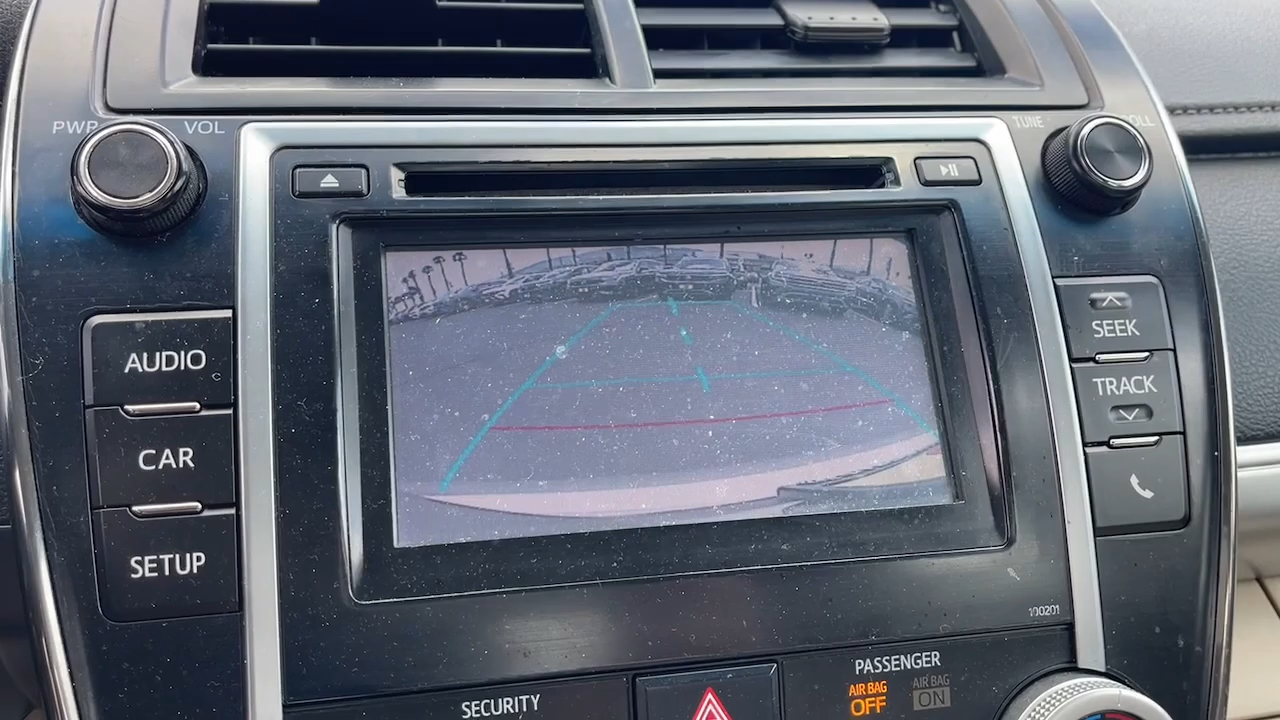 PWR VOL
TUNE
AUDIO
CAR
SETUP
SEEK
TRACK
100201
SECURITY
PASSENGER
AIR BAG OFF
AIR BAG ON